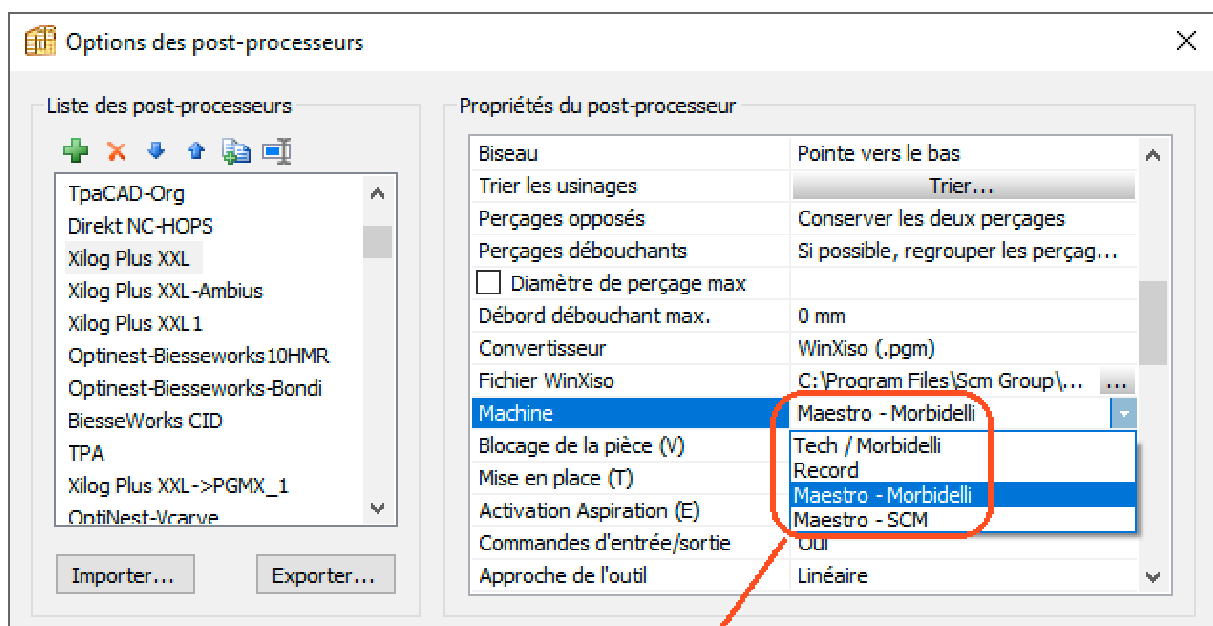 Options des post-processeurs
Liste des post-processeurs
TpaCAD-Org
Direkt NC-HOPS
Xilog Plus XXL
Xilog Plus XXL-Ambius
Xilog Plus XXL1
Optinest-Biesseworks10HMR
Optinest-Biesseworks-Bondi
BiesseWorks CID
TPA
Xilog Plus XXL->PGMX_1
OptiNest-Vcarve
Importer...
Exporter...
Propriétés du post-processeur
Biseau Pointe vers le bas
Trier les usinages Trier...
Perçages opposés Conserver les deux perçages
Perçages débouchants Si possible, regrouper les perçag...
Diamètre de perçage max
Débord débouchant max. 0 mm
Convertisseur WinXiso (.pgm)
Fichier WinXiso C:\Program Files\Scm Group\... ...
Machine Maestro - Morbidelli
Blocage de la pièce (V) Tech / Morbidelli
Mise en place (T) Record
Maestro - Morbidelli
Activation Aspiration (E) Maestro - SCM
Commandes d'entrée/sortie Oui
Approche de l'outil Linéaire